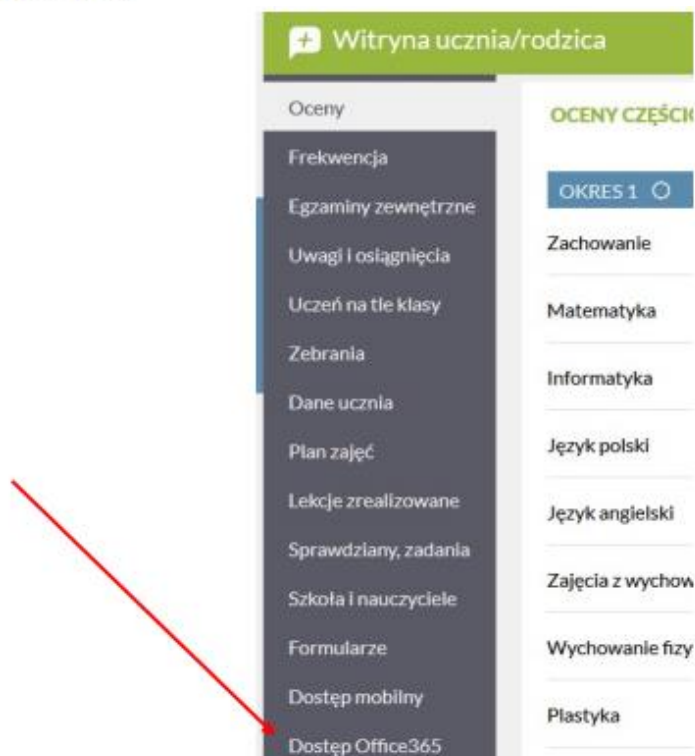 Witryna ucznia/rodzica
Oceny
Frekwencja
Egzaminy zewnętrzne
Uwagi i osiągnięcia
Uczeń na tle klasy
Zebrania
Dane ucznia
Plan zajęć
Lekcje zrealizowane
Sprawdziany, zadania
Szkoła i nauczyciele
Formularze
Dostęp mobilny
Dostęp Office365
OCENY CZĘŚCI
OKRES 1
Zachowanie
Matematyka
Informatyka
Język polski
Język angielski
Zajęcia z wychow
Wychowanie fizy
Plastyka